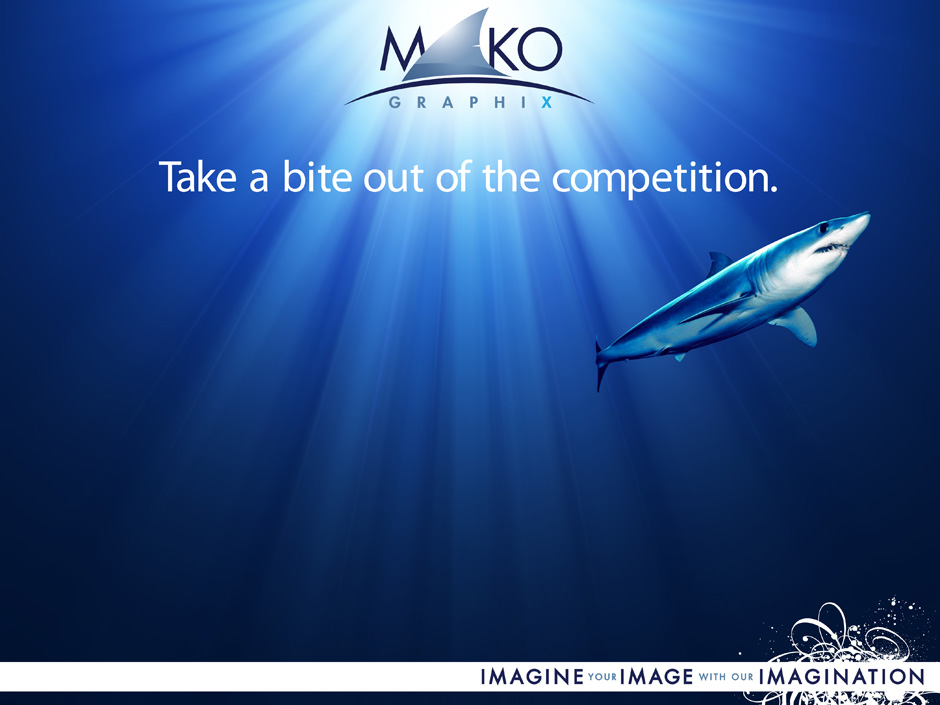 MAKO
GRAPHIX
Take a bite out of the competition.
IMAGINE YOUR IMAGE WITH OUR IMAGINATION